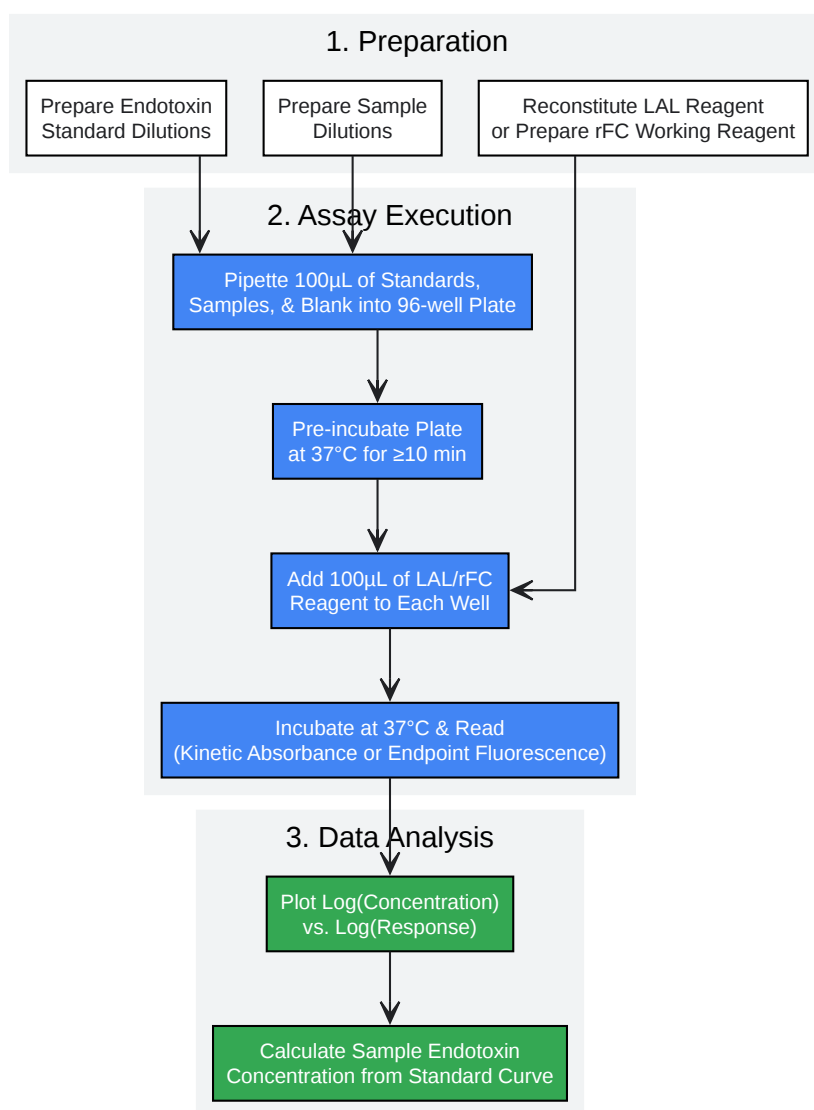 1. Preparation
Prepare Endotoxin
Standard Dilutions
Prepare Sample
Dilutions
Reconstitute LAL Reagent
or Prepare rFC Working Reagent
2. Assay Execution
Pipette 100µL of Standards,
Samples, & Blank into 96-well Plate
Pre-incubate Plate
at 37°C for ≥10 min
Add 100µL of LAL/rFC
Reagent to Each Well
Incubate at 37°C & Read
(Kinetic Absorbance or Endpoint Fluorescence)
3. Data Analysis
Plot Log(Concentration)
vs. Log(Response)
Calculate Sample Endotoxin
Concentration from Standard Curve